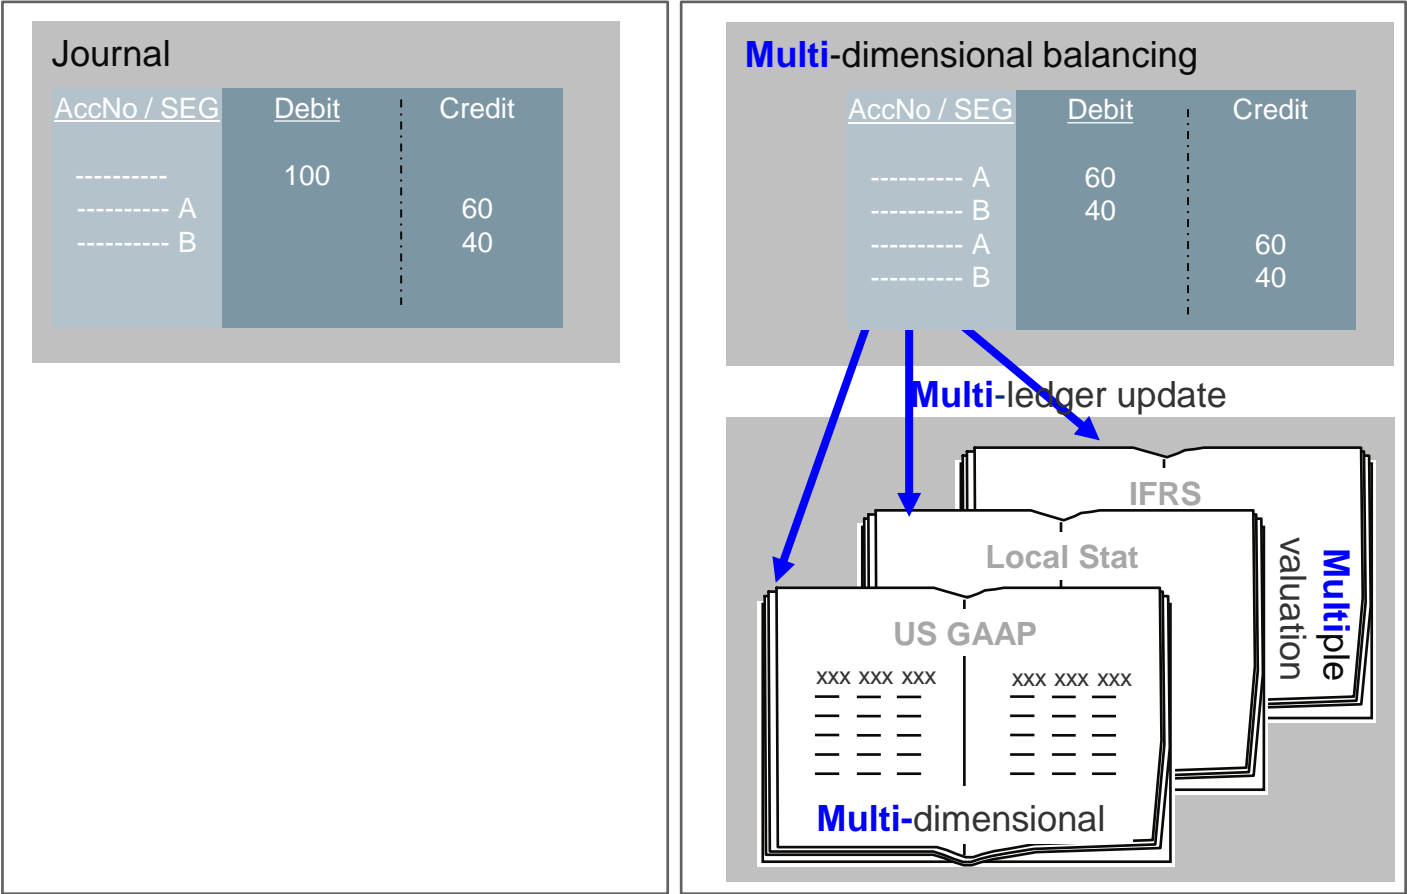 Journal
AccNo / SEG Debit Credit
---------- 100
---------- A 60
---------- B 40
Multi-dimensional balancing
AccNo / SEG Debit Credit
---------- A 60
---------- B 40
---------- A 60
---------- B 40
Multi-ledger update
IFRS
Local Stat
US GAAP
xxx xxx xxx xxx xxx xxx
Multi-dimensional
Multiple
valuation